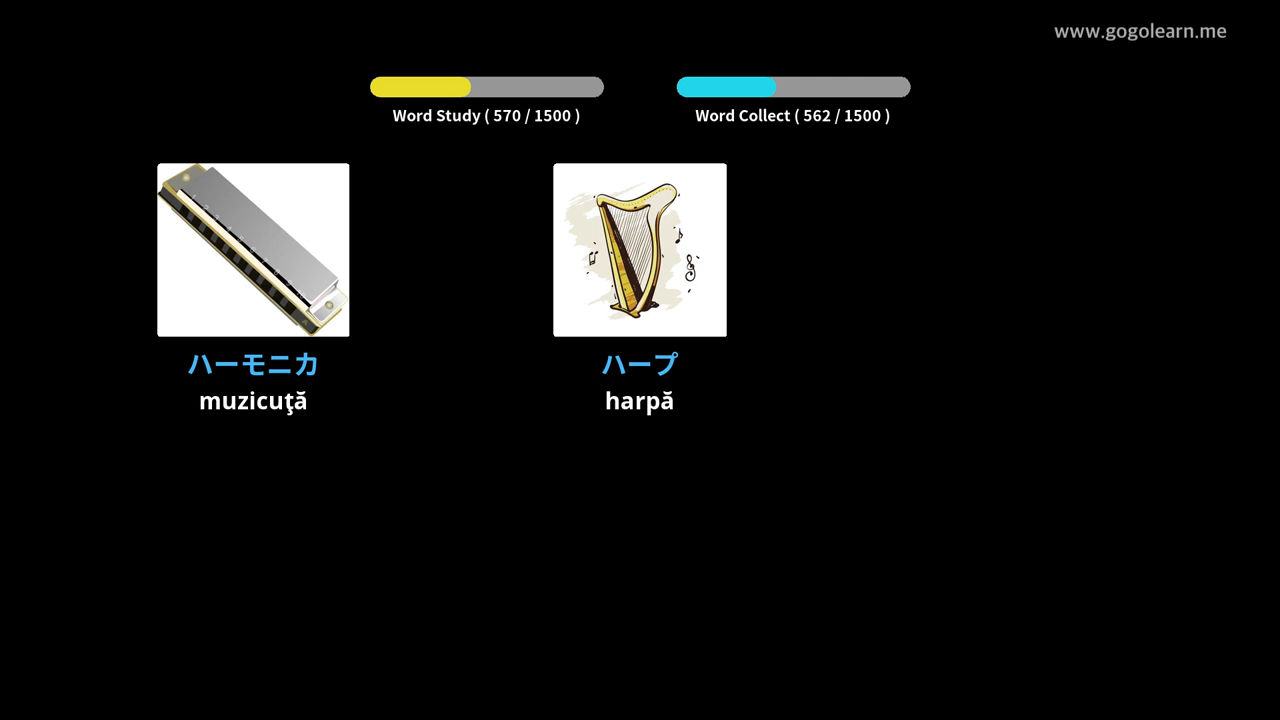 www.gogolearn.me
Word Study ( 570 / 1500 )
Word Collect ( 562 / 1500 )
ハーモニカ
muzicuţă
ハープ
harpă